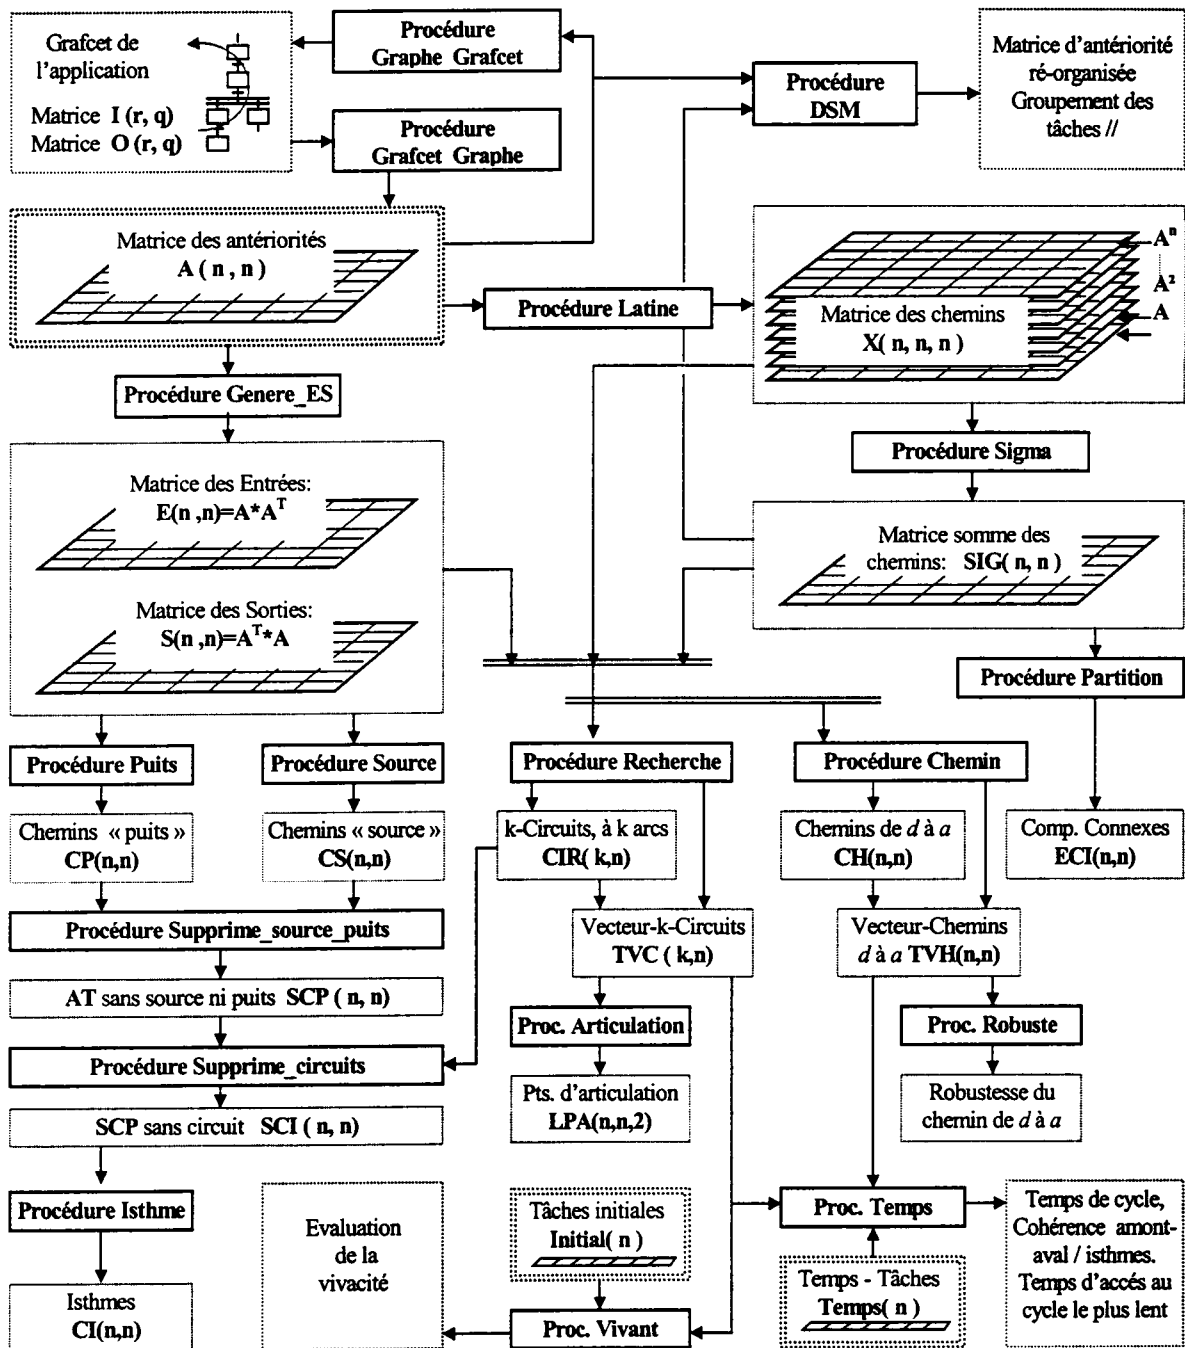 Grafcet de
l'application
Matrice I (r, q)
Matrice O (r, q)
Procédure
Graphe_Grafcet
Procédure
Grafcet_Graphe
Procédure
DSM
Matrice d'antériorité
ré-organisée
Groupement des
tâches //
Matrice des antériorités
A ( n , n )
Procédure Latine
Matrice des chemins
X( n, n, n )
Aⁿ
A²
A
Procédure Genere_ES
Procédure Sigma
Matrice des Entrées:
E(n ,n)=A*Aᵀ
Matrice des Sorties:
S(n ,n)=Aᵀ*A
Matrice somme des
chemins: SIG( n, n )
Procédure Partition
Procédure Puits
Procédure Source
Procédure Recherche
Procédure Chemin
Chemins « puits »
CP(n,n)
Chemins « source »
CS(n,n)
k-Circuits, à k arcs
CIR( k,n)
Chemins de d à a
CH(n,n)
Comp. Connexes
ECI(n,n)
Procédure Supprime_source_puits
Vecteur-k-Circuits
TVC ( k,n)
Vecteur-Chemins
d à a TVH(n,n)
AT sans source ni puits SCP ( n, n)
Proc. Articulation
Proc. Robuste
Procédure Supprime_circuits
Pts. d'articulation
LPA(n,n,2)
Robustesse du
chemin de d à a
SCP sans circuit SCI ( n, n)
Procédure Isthme
Evaluation
de la
vivacité
Tâches initiales
Initial( n )
Proc. Temps
Temps de cycle,
Cohérence amont-
aval / isthmes.
Temps d'accés au
cycle le plus lent
Isthmes
CI(n,n)
Proc. Vivant
Temps - Tâches
Temps( n )